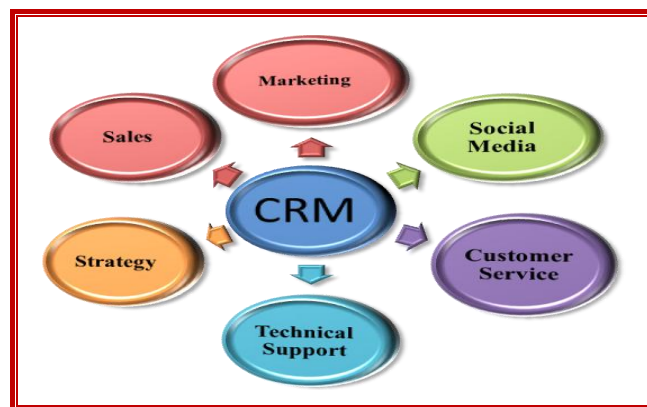 Marketing
Sales
Social
Media
CRM
Strategy
Customer
Service
Technical
Support